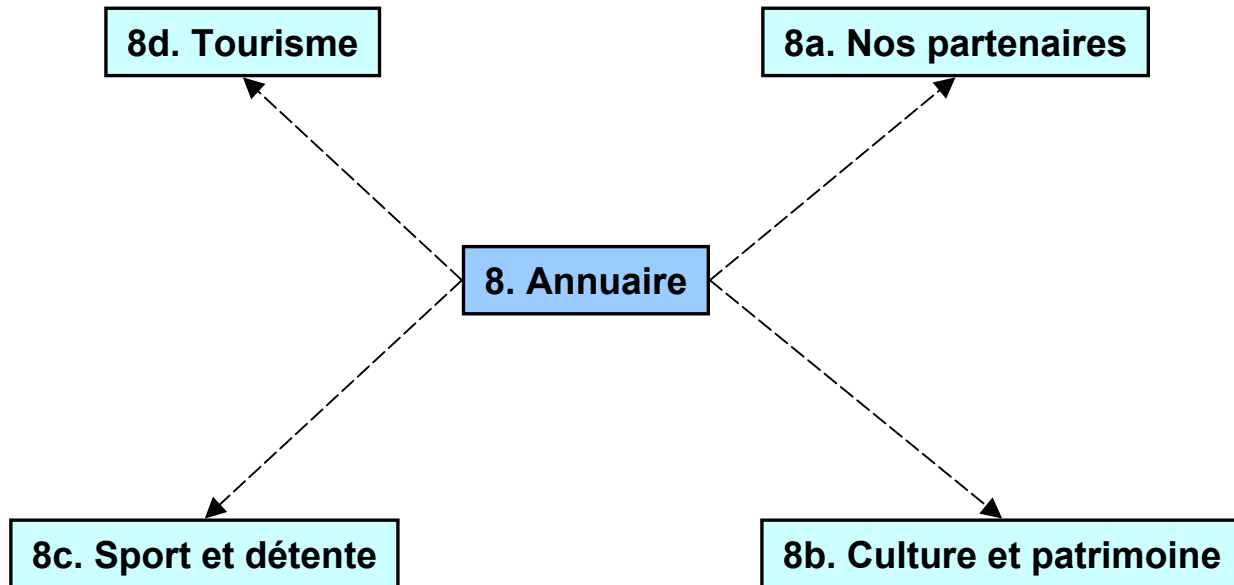 8d. Tourisme
8a. Nos partenaires
8. Annuaire
8c. Sport et détente
8b. Culture et patrimoine